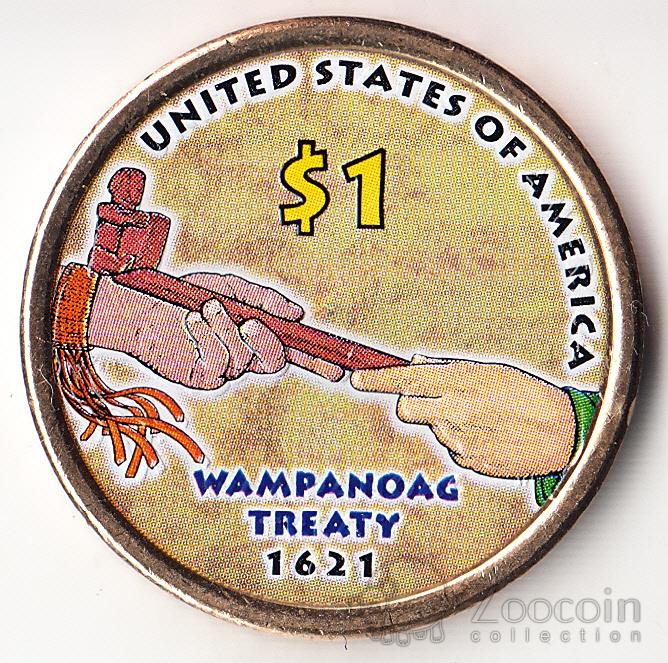 UNITED STATES OF AMERICA
$1
WAMPANOAG
TREATY
1621
Zoocoin
collection